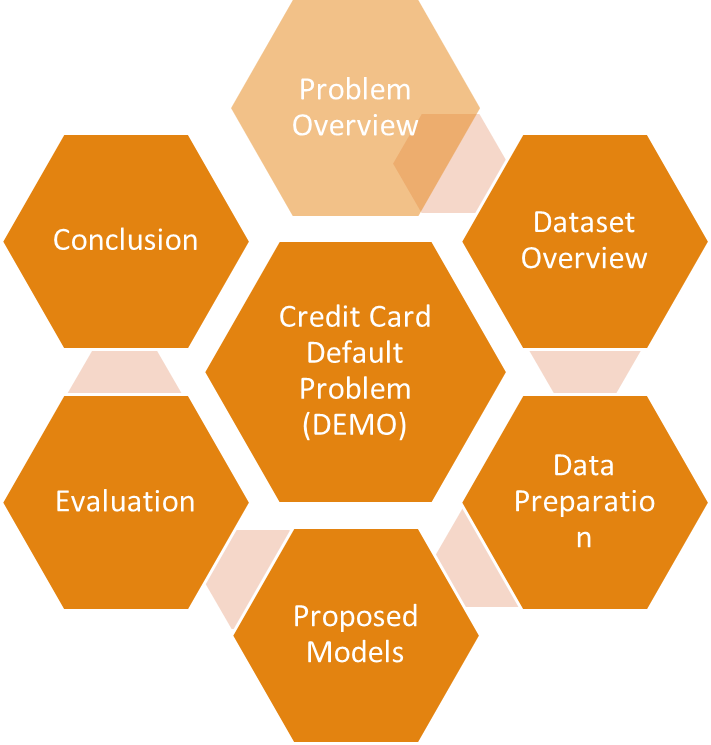 Problem
Overview
Dataset
Overview
Conclusion
Credit Card
Default
Problem
(DEMO)
Data
Preparatio
n
Evaluation
Proposed
Models